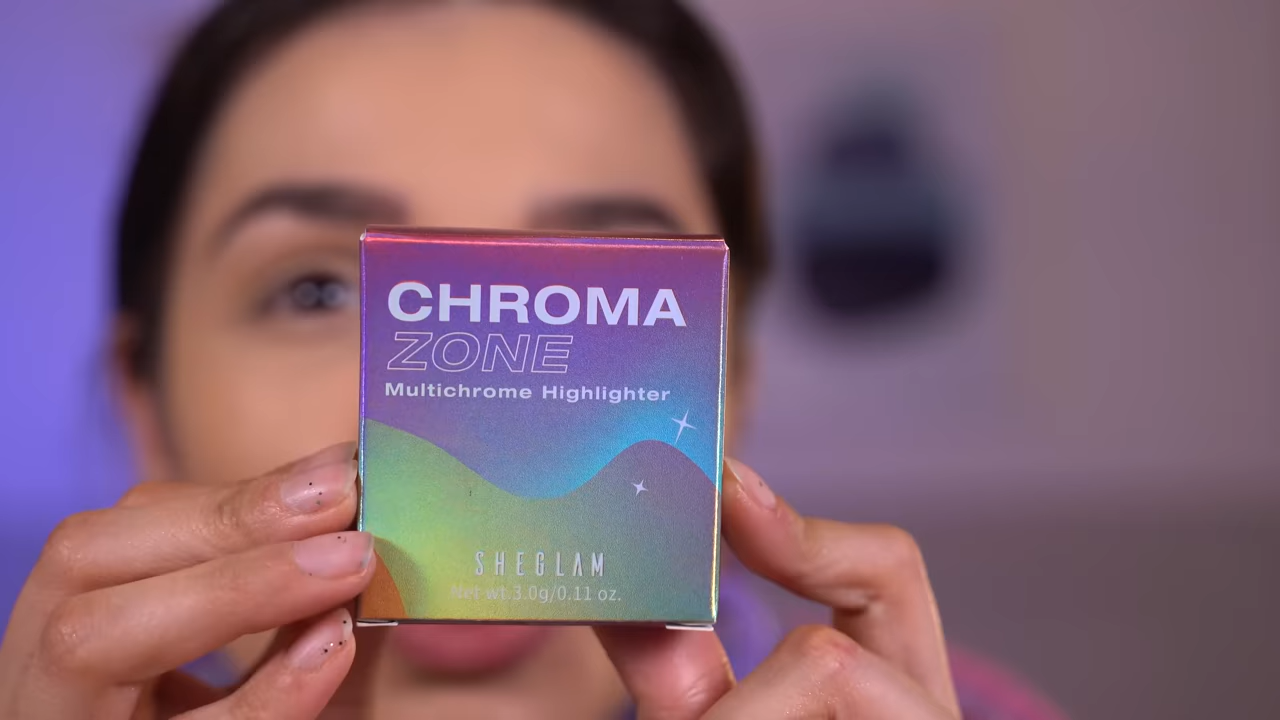 CHROMA
ZONE
Multichrome Highlighter
SHEGLAM
Net wt.3.0g/0.11 oz.